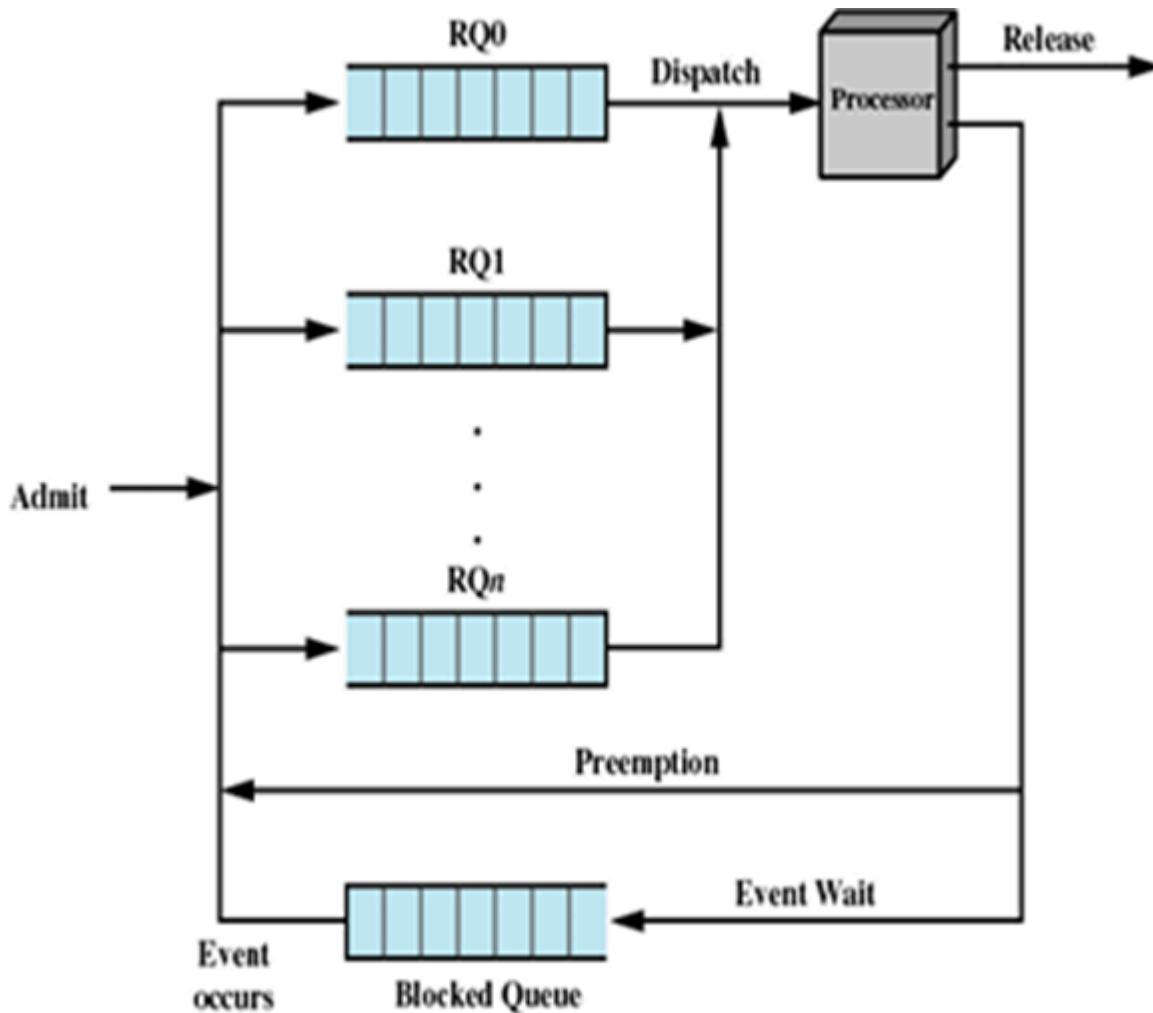 RQ0
Release
Dispatch
Processor
RQ1
Admit
RQn
Preemption
Event Wait
Event
occurs
Blocked Queue